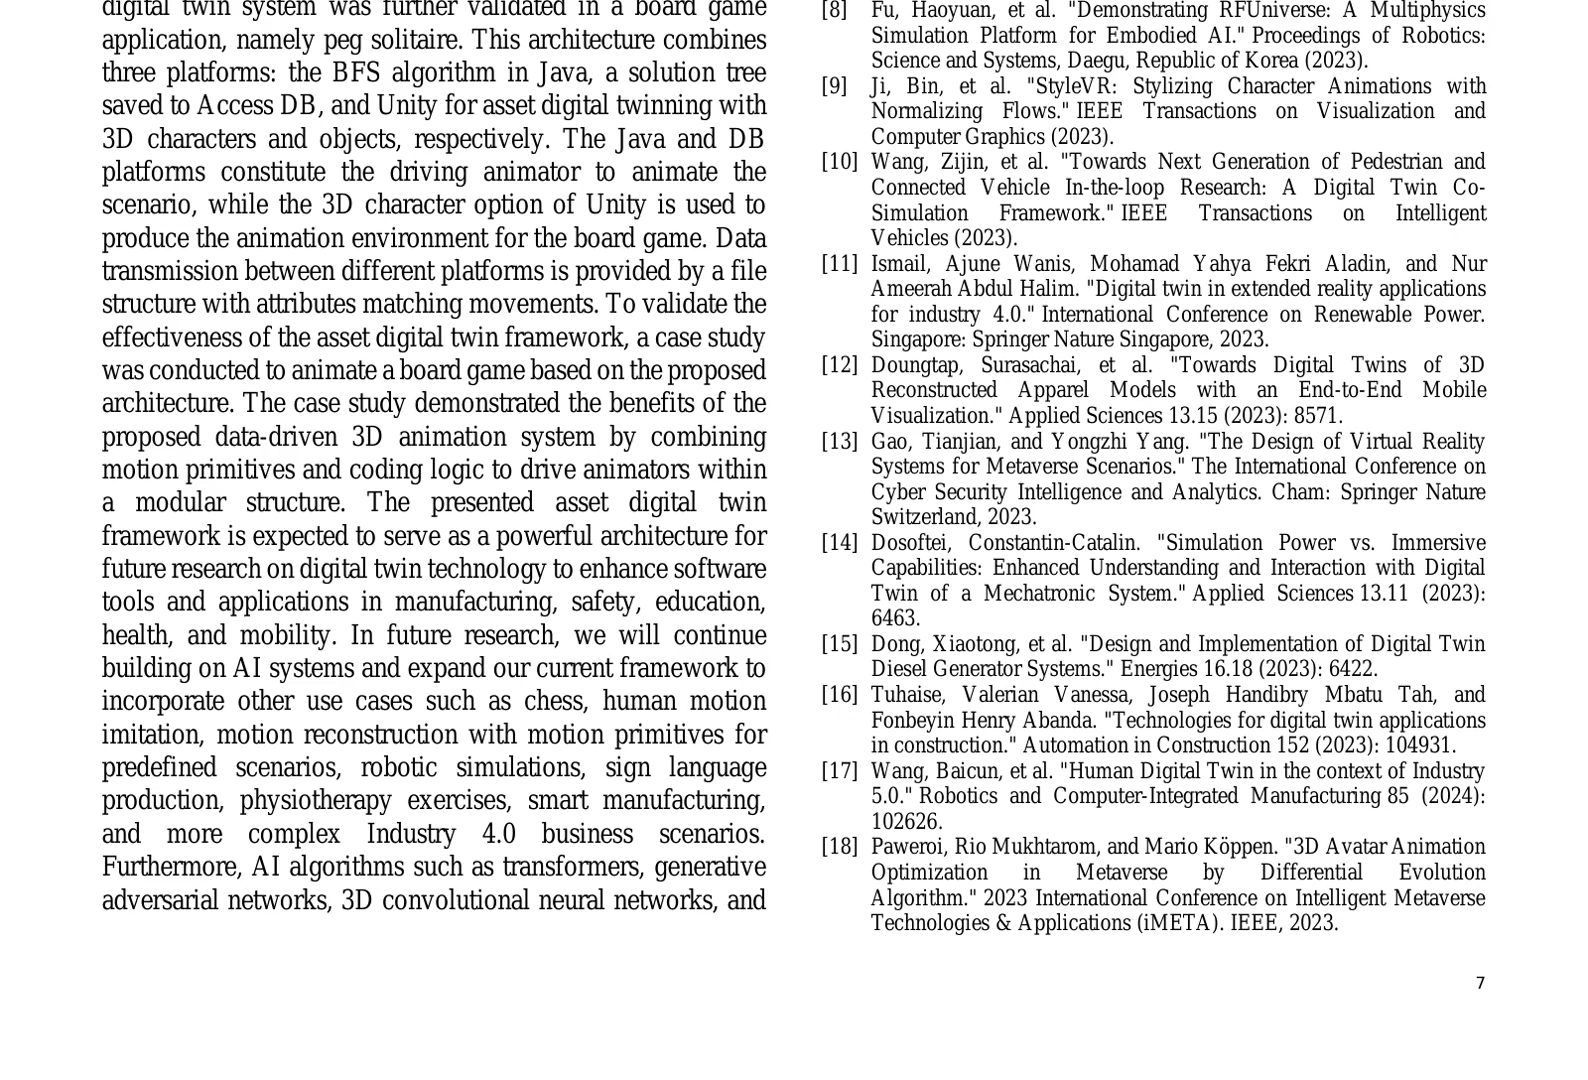 digital twin system was further validated in a board game
application, namely peg solitaire. This architecture combines
three platforms: the BFS algorithm in Java, a solution tree
saved to Access DB, and Unity for asset digital twinning with
3D characters and objects, respectively. The Java and DB
platforms constitute the driving animator to animate the
scenario, while the 3D character option of Unity is used to
produce the animation environment for the board game. Data
transmission between different platforms is provided by a file
structure with attributes matching movements. To validate the
effectiveness of the asset digital twin framework, a case study
was conducted to animate a board game based on the proposed
architecture. The case study demonstrated the benefits of the
proposed data-driven 3D animation system by combining
motion primitives and coding logic to drive animators within
a modular structure. The presented asset digital twin
framework is expected to serve as a powerful architecture for
future research on digital twin technology to enhance software
tools and applications in manufacturing, safety, education,
health, and mobility. In future research, we will continue
building on AI systems and expand our current framework to
incorporate other use cases such as chess, human motion
imitation, motion reconstruction with motion primitives for
predefined scenarios, robotic simulations, sign language
production, physiotherapy exercises, smart manufacturing,
and more complex Industry 4.0 business scenarios.
Furthermore, AI algorithms such as transformers, generative
adversarial networks, 3D convolutional neural networks, and
[8] Fu, Haoyuan, et al. "Demonstrating RFUniverse: A Multiphysics
Simulation Platform for Embodied AI." Proceedings of Robotics:
Science and Systems, Daegu, Republic of Korea (2023).
[9] Ji, Bin, et al. "StyleVR: Stylizing Character Animations with
Normalizing Flows." IEEE Transactions on Visualization and
Computer Graphics (2023).
[10] Wang, Zijin, et al. "Towards Next Generation of Pedestrian and
Connected Vehicle In-the-loop Research: A Digital Twin Co-
Simulation Framework." IEEE Transactions on Intelligent
Vehicles (2023).
[11] Ismail, Ajune Wanis, Mohamad Yahya Fekri Aladin, and Nur
Ameerah Abdul Halim. "Digital twin in extended reality applications
for industry 4.0." International Conference on Renewable Power.
Singapore: Springer Nature Singapore, 2023.
[12] Doungtap, Surasachai, et al. "Towards Digital Twins of 3D
Reconstructed Apparel Models with an End-to-End Mobile
Visualization." Applied Sciences 13.15 (2023): 8571.
[13] Gao, Tianjian, and Yongzhi Yang. "The Design of Virtual Reality
Systems for Metaverse Scenarios." The International Conference on
Cyber Security Intelligence and Analytics. Cham: Springer Nature
Switzerland, 2023.
[14] Dosoftei, Constantin-Catalin. "Simulation Power vs. Immersive
Capabilities: Enhanced Understanding and Interaction with Digital
Twin of a Mechatronic System." Applied Sciences 13.11 (2023):
6463.
[15] Dong, Xiaotong, et al. "Design and Implementation of Digital Twin
Diesel Generator Systems." Energies 16.18 (2023): 6422.
[16] Tuhaise, Valerian Vanessa, Joseph Handibry Mbatu Tah, and
Fonbeyin Henry Abanda. "Technologies for digital twin applications
in construction." Automation in Construction 152 (2023): 104931.
[17] Wang, Baicun, et al. "Human Digital Twin in the context of Industry
5.0." Robotics and Computer-Integrated Manufacturing 85 (2024):
102626.
[18] Paweroi, Rio Mukhtarom, and Mario Köppen. "3D Avatar Animation
Optimization in Metaverse by Differential Evolution
Algorithm." 2023 International Conference on Intelligent Metaverse
Technologies & Applications (iMETA). IEEE, 2023.
7